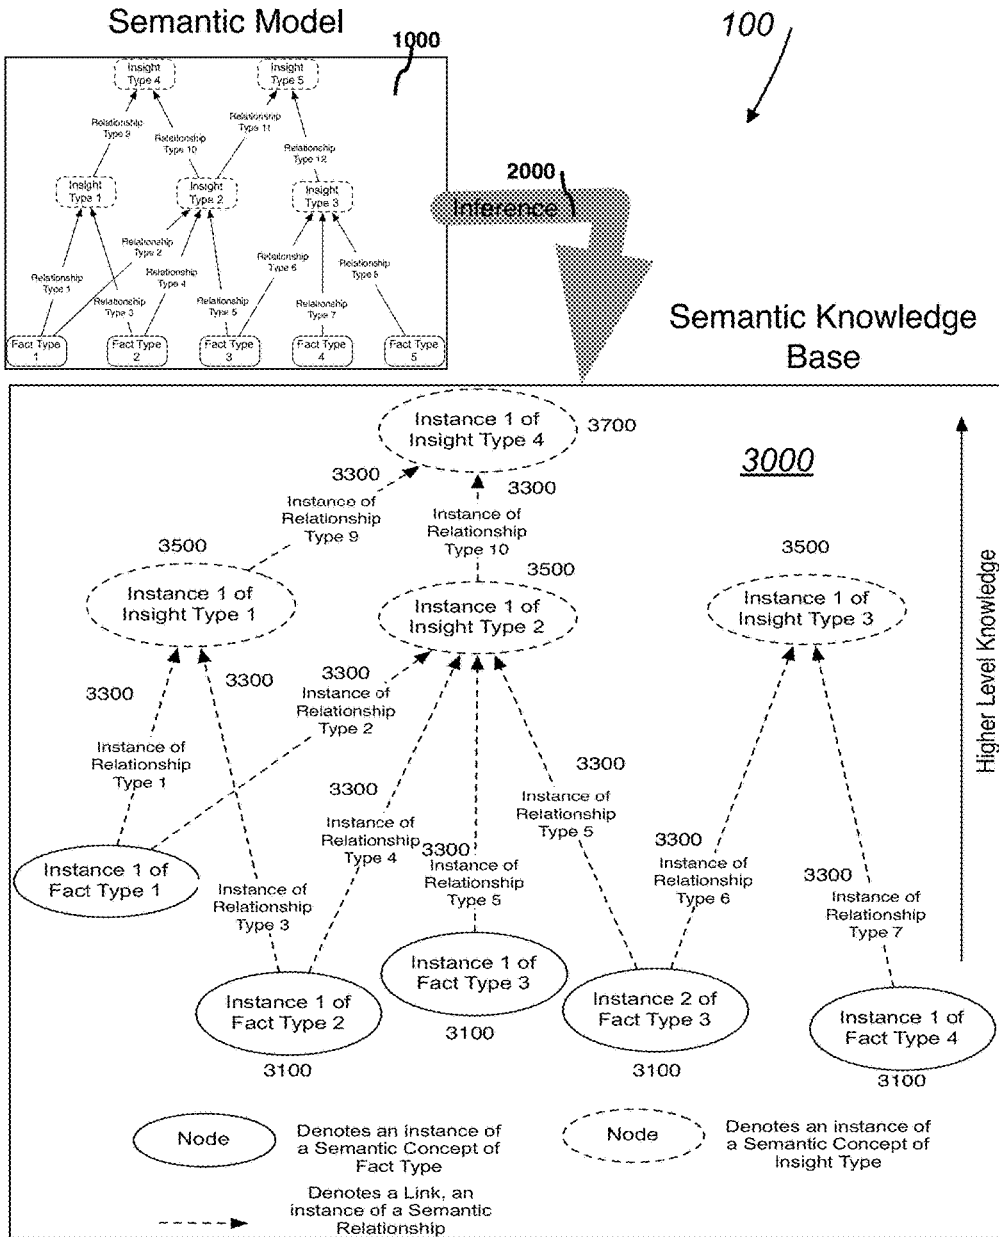 Semantic Model
1000
100
Insight
Type 4
Insight
Type 5
Relationship
Type 9
Relationship
Type 10
Relationship
Type 11
Relationship
Type 12
Insight
Type 1
Insight
Type 2
Insight
Type 3
2000
Inference
Relationship
Type 1
Relationship
Type 2
Relationship
Type 3
Relationship
Type 4
Relationship
Type 5
Relationship
Type 6
Relationship
Type 7
Relationship
Type 8
Fact Type
1
Fact Type
2
Fact Type
3
Fact Type
4
Fact Type
5
Semantic Knowledge
Base
Instance 1 of
Insight Type 4
3700
3000
3300
Instance of
Relationship
Type 9
3300
Instance of
Relationship
Type 10
3500
Instance 1 of
Insight Type 1
3500
Instance 1 of
Insight Type 2
3500
Instance 1 of
Insight Type 3
Higher Level Knowledge
3300
Instance of
Relationship
Type 1
3300
3300
Instance of
Relationship
Type 2
3300
Instance of
Relationship
Type 4
3300
Instance of
Relationship
Type 5
3300
Instance of
Relationship
Type 5
3300
Instance of
Relationship
Type 6
3300
Instance of
Relationship
Type 7
Instance 1 of
Fact Type 1
Instance of
Relationship
Type 3
Instance 1 of
Fact Type 2
3100
Instance 1 of
Fact Type 3
3100
Instance 2 of
Fact Type 3
3100
Instance 1 of
Fact Type 4
3100
Node
Denotes an instance of
a Semantic Concept of
Fact Type
Node
Denotes an instance of
a Semantic Concept of
Insight Type
Denotes a Link, an
instance of a Semantic
Relationship